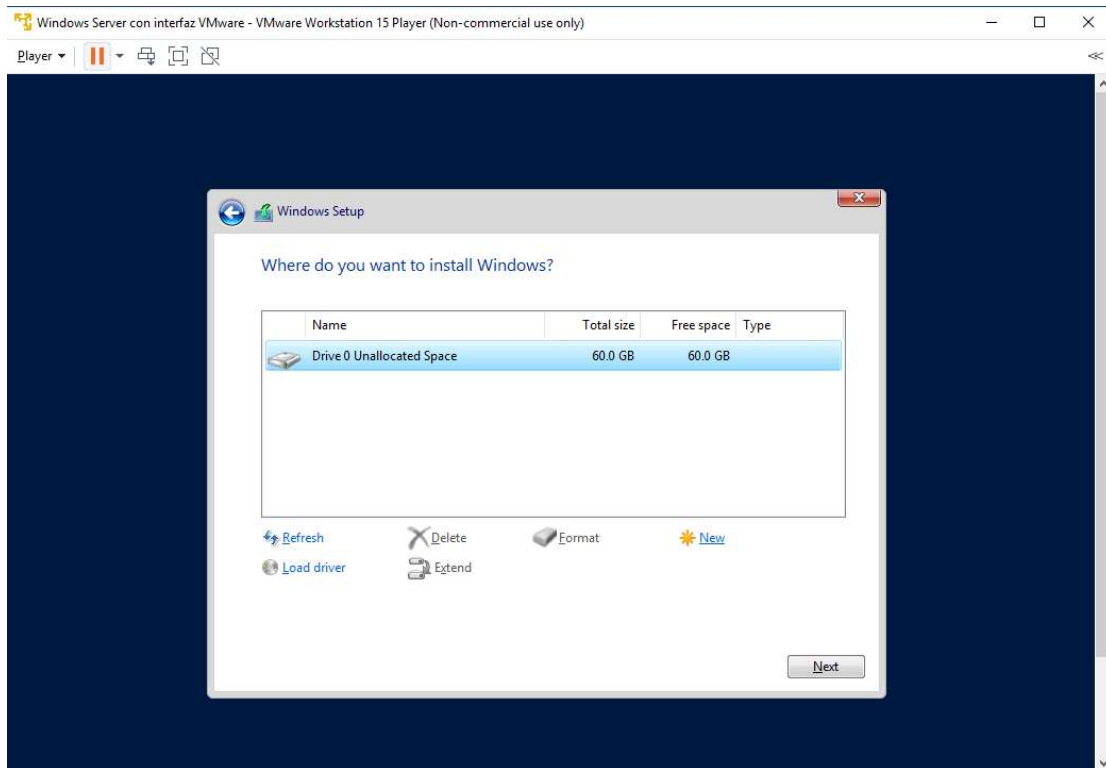 Windows Server con interfaz VMware - VMware Workstation 15 Player (Non-commercial use only)
Player
Windows Setup
Where do you want to install Windows?
Name Total size Free space Type
Drive 0 Unallocated Space 60.0 GB 60.0 GB
Refresh Delete Format New
Load driver Extend
Next